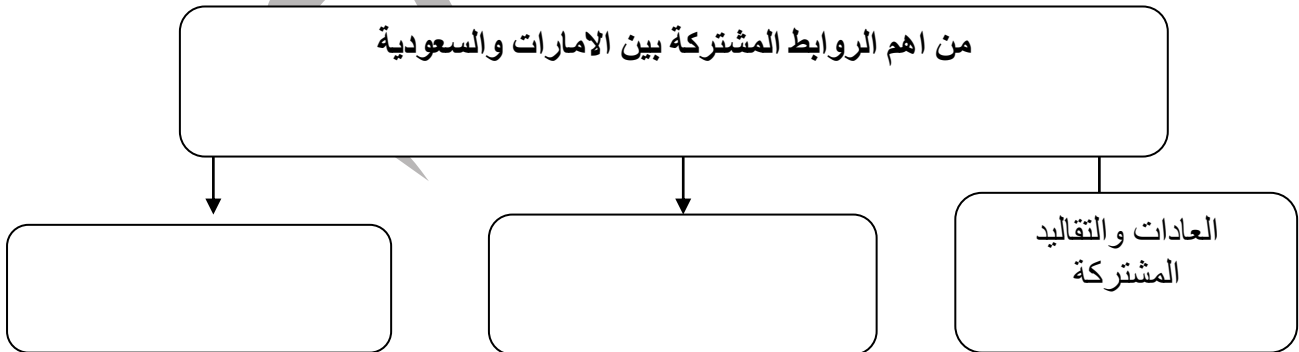 من اهم الروابط المشتركة بين الامارات والسعودية
العادات والتقاليد
المشتركة